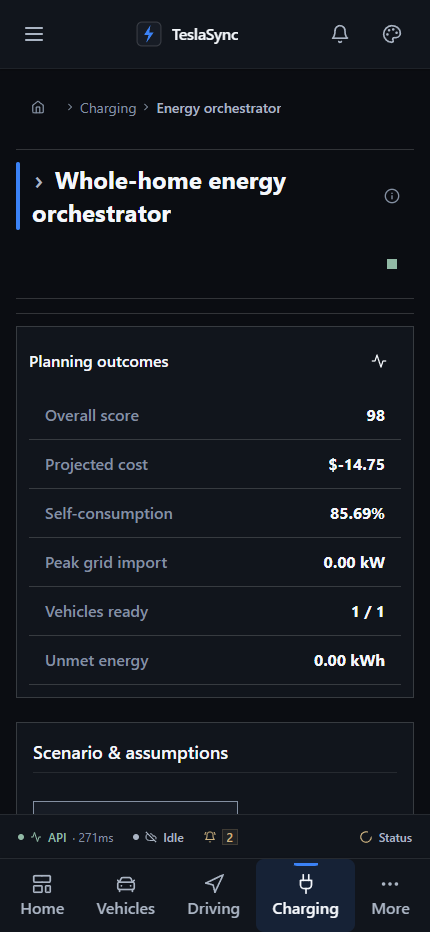 TeslaSync
Charging
Energy orchestrator
Whole-home energy
orchestrator
Planning outcomes
Overall score 98
Projected cost $-14.75
Self-consumption 85.69%
Peak grid import 0.00 kW
Vehicles ready 1 / 1
Unmet energy 0.00 kWh
Scenario & assumptions
API · 271ms Idle 2 Status
Home Vehicles Driving Charging More